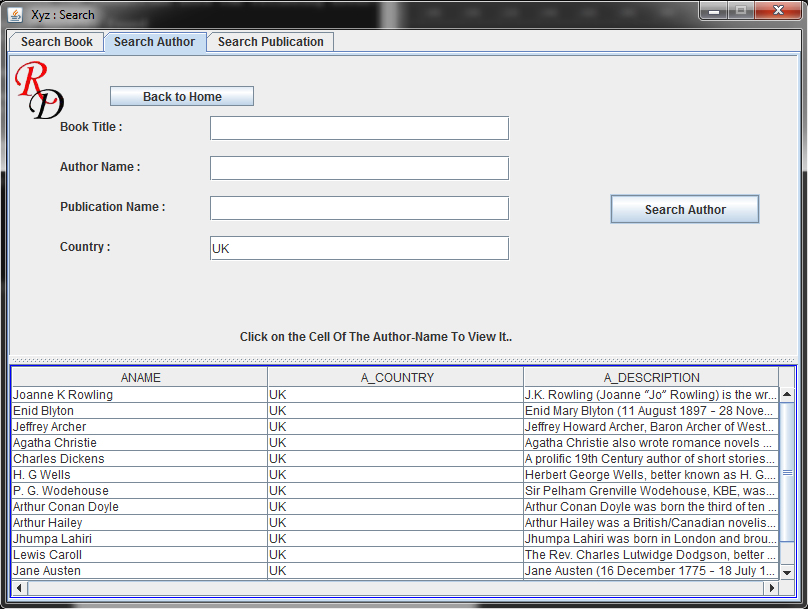 Xyz : Search
Search Book Search Author Search Publication
RD
Back to Home
Book Title :
Author Name :
Publication Name :
Search Author
Country : UK
Click on the Cell Of The Author-Name To View It..
ANAME A_COUNTRY A_DESCRIPTION
Joanne K Rowling UK J.K. Rowling (Joanne "Jo" Rowling) is the wr...
Enid Blyton UK Enid Mary Blyton (11 August 1897 - 28 Nove...
Jeffrey Archer UK Jeffrey Howard Archer, Baron Archer of West...
Agatha Christie UK Agatha Christie also wrote romance novels ...
Charles Dickens UK A prolific 19th Century author of short stories...
H. G Wells UK Herbert George Wells, better known as H. G....
P. G. Wodehouse UK Sir Pelham Grenville Wodehouse, KBE, was...
Arthur Conan Doyle UK Arthur Conan Doyle was born the third of ten ...
Arthur Hailey UK Arthur Hailey was a British/Canadian novelis...
Jhumpa Lahiri UK Jhumpa Lahiri was born in London and brou...
Lewis Caroll UK The Rev. Charles Lutwidge Dodgson, better ...
Jane Austen UK Jane Austen (16 December 1775 - 18 July 1...